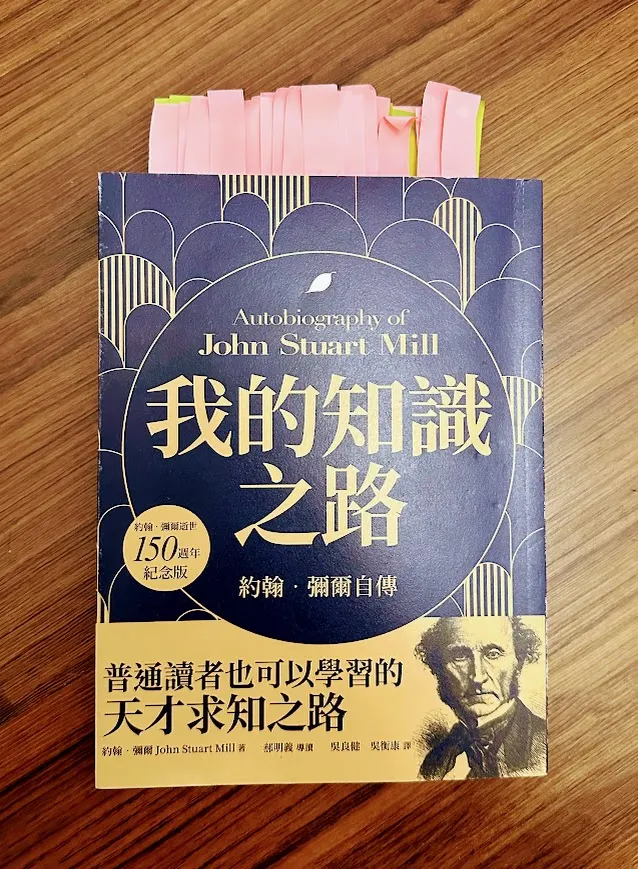 Autobiography of
John Stuart Mill
我的知識
之路
約翰·彌爾自傳
約翰·彌爾逝世
150週年
紀念版
普通讀者也可以學習的
天才求知之路
約翰·彌爾 John Stuart Mill 著 郝明義 導讀 吳良健 吳衡康 譯